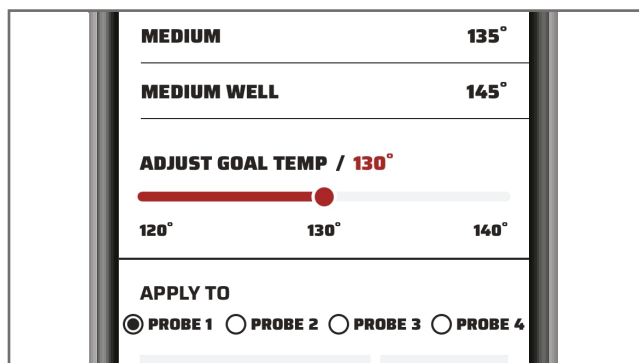 MEDIUM 135°
MEDIUM WELL 145°
ADJUST GOAL TEMP / 130°
120° 130° 140°
APPLY TO
PROBE 1 PROBE 2 PROBE 3 PROBE 4